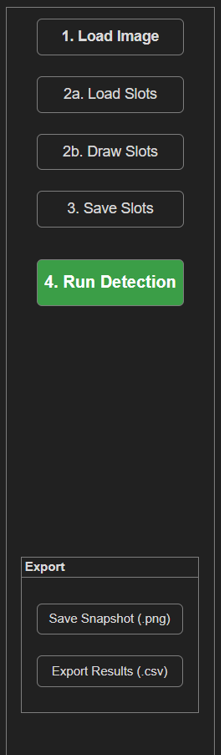 1. Load Image
2a. Load Slots
2b. Draw Slots
3. Save Slots
4. Run Detection
Export
Save Snapshot (.png)
Export Results (.csv)